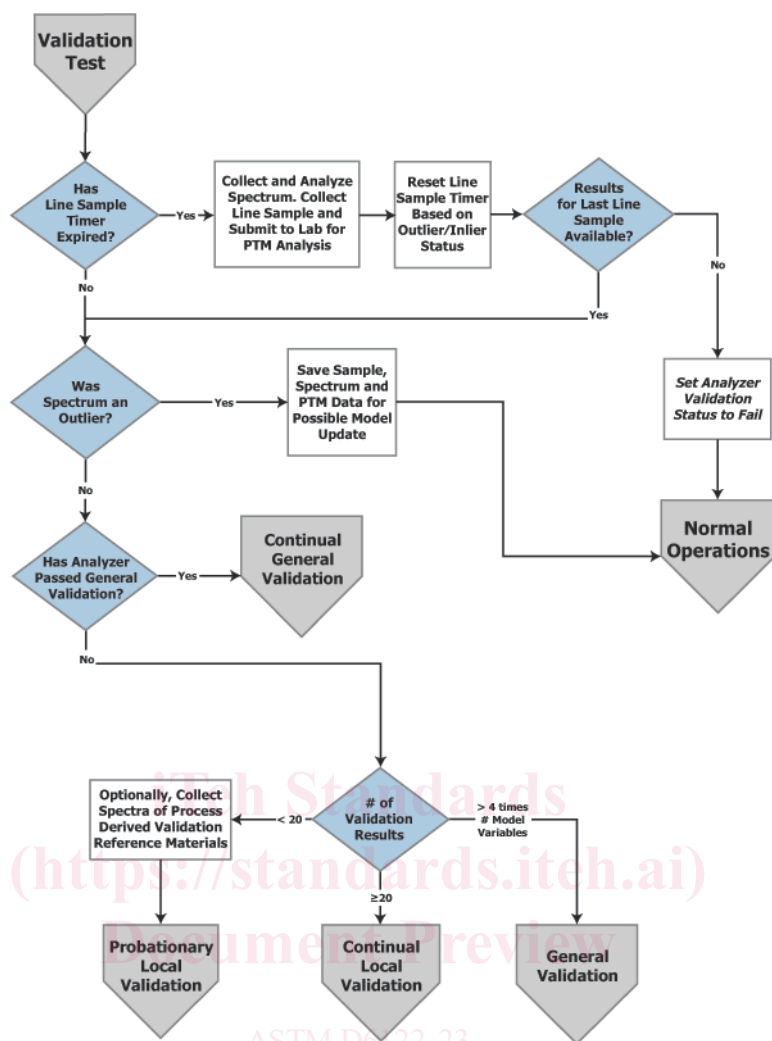 Validation
Test
Has
Line Sample
Timer
Expired?
Yes
Collect and Analyze
Spectrum. Collect
Line Sample and
Submit to Lab for
PTM Analysis
Reset Line
Sample Timer
Based on
Outlier/Inlier
Status
Results
for Last Line
Sample
Available?
No
No
Yes
Was
Spectrum an
Outlier?
Yes
Save Sample,
Spectrum and
PTM Data for
Possible Model
Update
Set Analyzer
Validation
Status to Fail
No
Normal
Operations
Has Analyzer
Passed General
Validation?
Yes
Continual
General
Validation
No
iTeh Standards
(https://standards.iteh.ai)
Document Preview
Optionally, Collect
Spectra of Process
Derived Validation
Reference Materials
< 20
# of
Validation
Results
> 4 times
# Model
Variables
≥20
Probationary
Local
Validation
Continual
Local
Validation
General
Validation
ASTM D6122-23